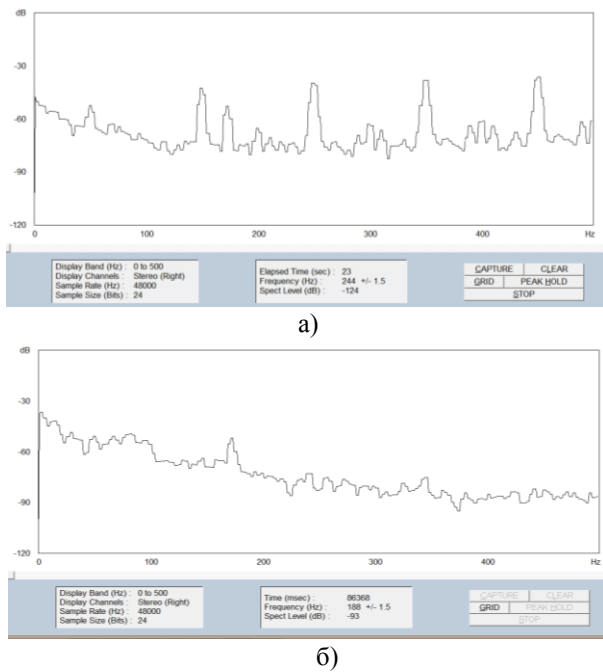 dB
-30
-60
-90
-120
0 100 200 300 400 Hz
Display Band (Hz) : 0 to 500
Display Channels : Stereo (Right)
Sample Rate (Hz) : 48000
Sample Size (Bits) : 24
Elapsed Time (sec) : 23
Frequency (Hz) : 244 +/- 1.5
Spect Level (dB) : -124
CAPTURE CLEAR
GRID PEAK HOLD
STOP
а)
dB
-30
-60
-90
-120
0 100 200 300 400 Hz
Display Band (Hz) : 0 to 500
Display Channels : Stereo (Right)
Sample Rate (Hz) : 48000
Sample Size (Bits) : 24
Time (msec) : 86368
Frequency (Hz) : 188 +/- 1.5
Spect Level (dB) : -93
CAPTURE CLEAR
GRID PEAK HOLD
STOP
б)